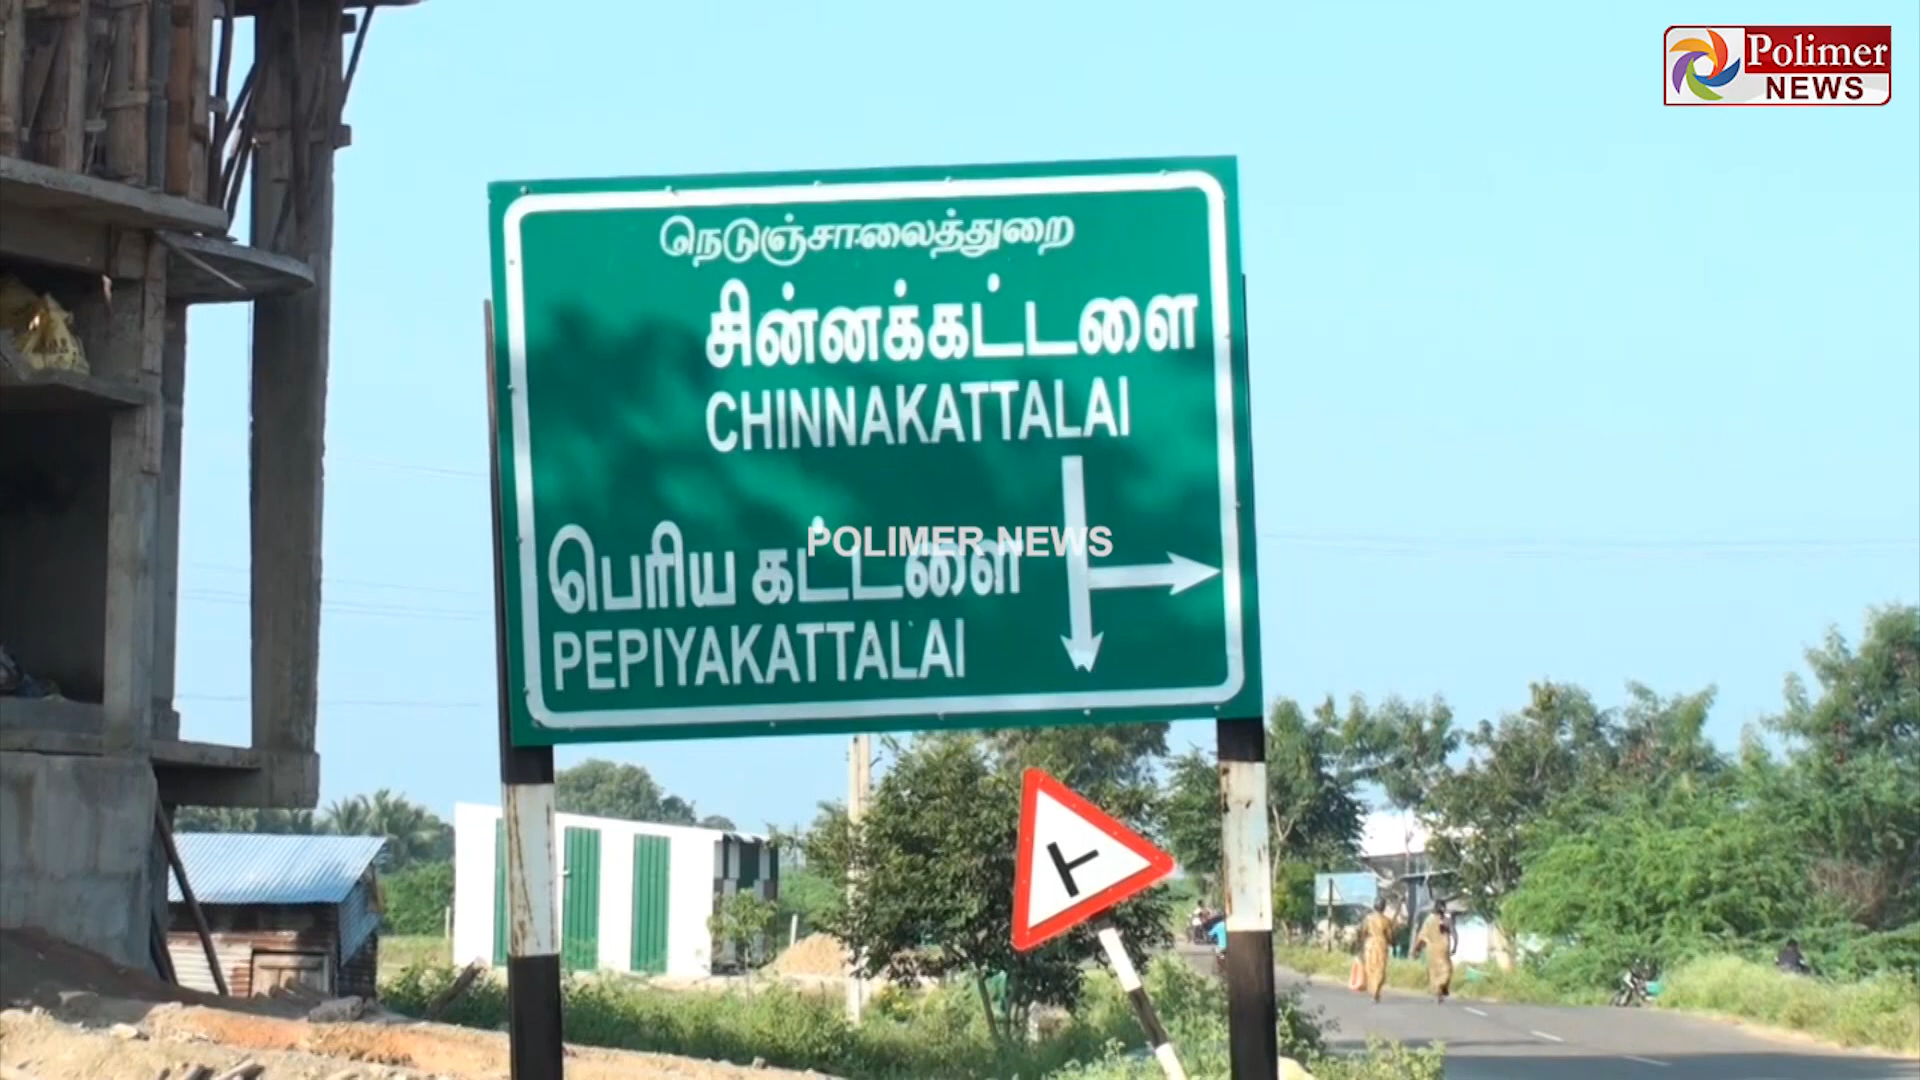 Polimer
NEWS
நெடுஞ்சாலைத்துறை
சின்னக்கட்டளை
CHINNAKATTALAI
பெரிய கட்டளை
PEPIYAKATTALAI
POLIMER NEWS